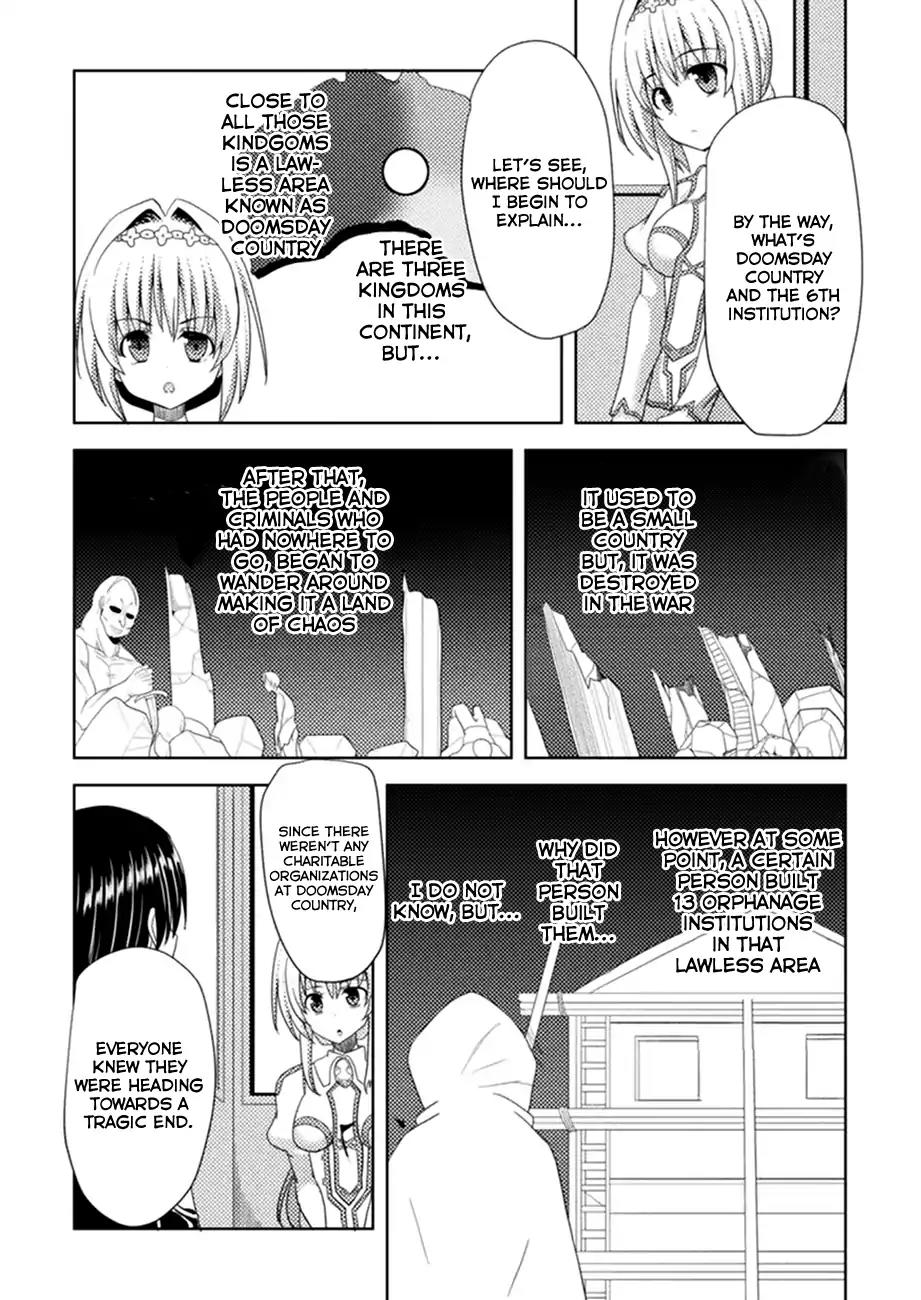 BY THE WAY,
WHAT'S
DOOMSDAY
COUNTRY
AND THE 6TH
INSTITUTION?
LET'S SEE,
WHERE SHOULD
I BEGIN TO
EXPLAIN...
THERE
ARE THREE
KINGDOMS
IN THIS
CONTINENT,
BUT...
CLOSE TO
ALL THOSE
KINDGOMS
IS A LAW-
LESS AREA
KNOWN AS
DOOMSDAY
COUNTRY
IT USED TO
BE A SMALL
COUNTRY
BUT, IT WAS
DESTROYED
IN THE WAR
AFTER THAT,
THE PEOPLE AND
CRIMINALS WHO
HAD NOWHERE TO
GO, BEGAN TO
WANDER AROUND
MAKING IT A LAND
OF CHAOS
HOWEVER AT SOME
POINT, A CERTAIN
PERSON BUILT
13 ORPHANAGE
INSTITUTIONS
IN THAT
LAWLESS AREA
WHY DID
THAT
PERSON
BUILT
THEM...
I DO NOT
KNOW, BUT...
SINCE THERE
WEREN'T ANY
CHARITABLE
ORGANIZATIONS
AT DOOMSDAY
COUNTRY,
EVERYONE
KNEW THEY
WERE HEADING
TOWARDS A
TRAGIC END.